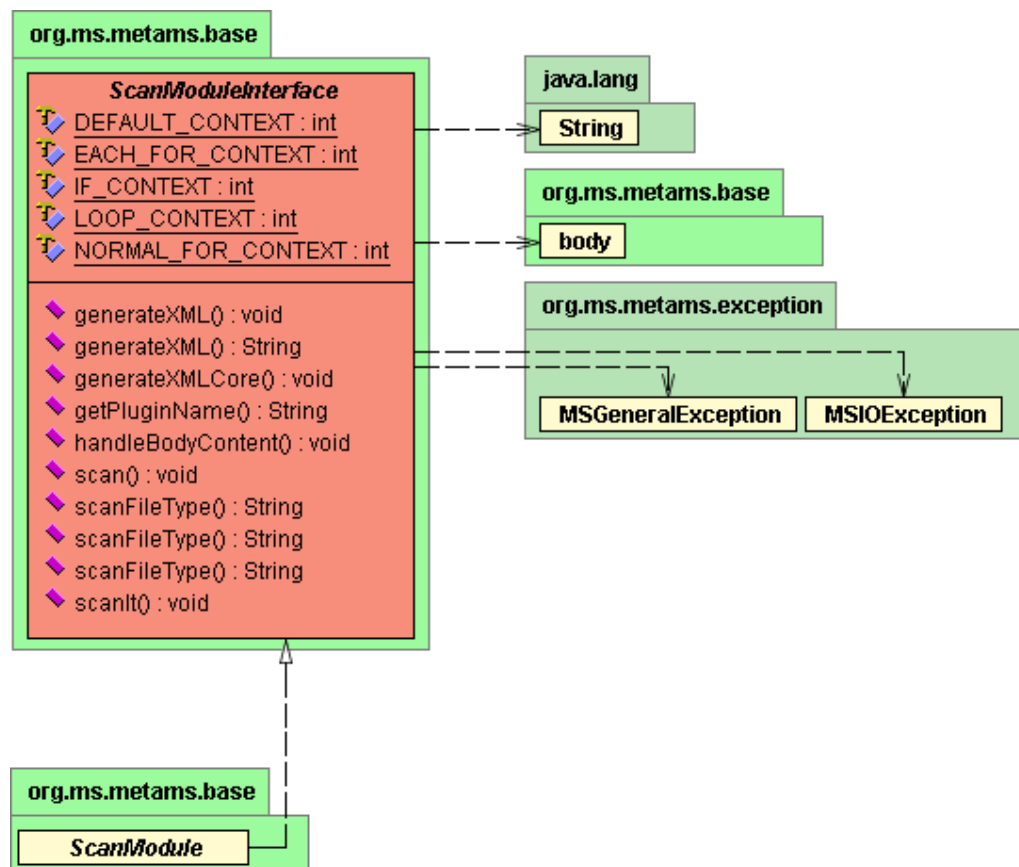 org.ms.metams.base
ScanModuleInterface
DEFAULT_CONTEXT : int
EACH_FOR_CONTEXT : int
IF_CONTEXT : int
LOOP_CONTEXT : int
NORMAL_FOR_CONTEXT : int
generateXML() : void
generateXML() : String
generateXMLCore() : void
getPluginName() : String
handleBodyContent() : void
scan() : void
scanFileType() : String
scanFileType() : String
scanFileType() : String
scanIt() : void
java.lang
String
org.ms.metams.base
body
org.ms.metams.exception
MSGeneralException
MSIOException
org.ms.metams.base
ScanModule